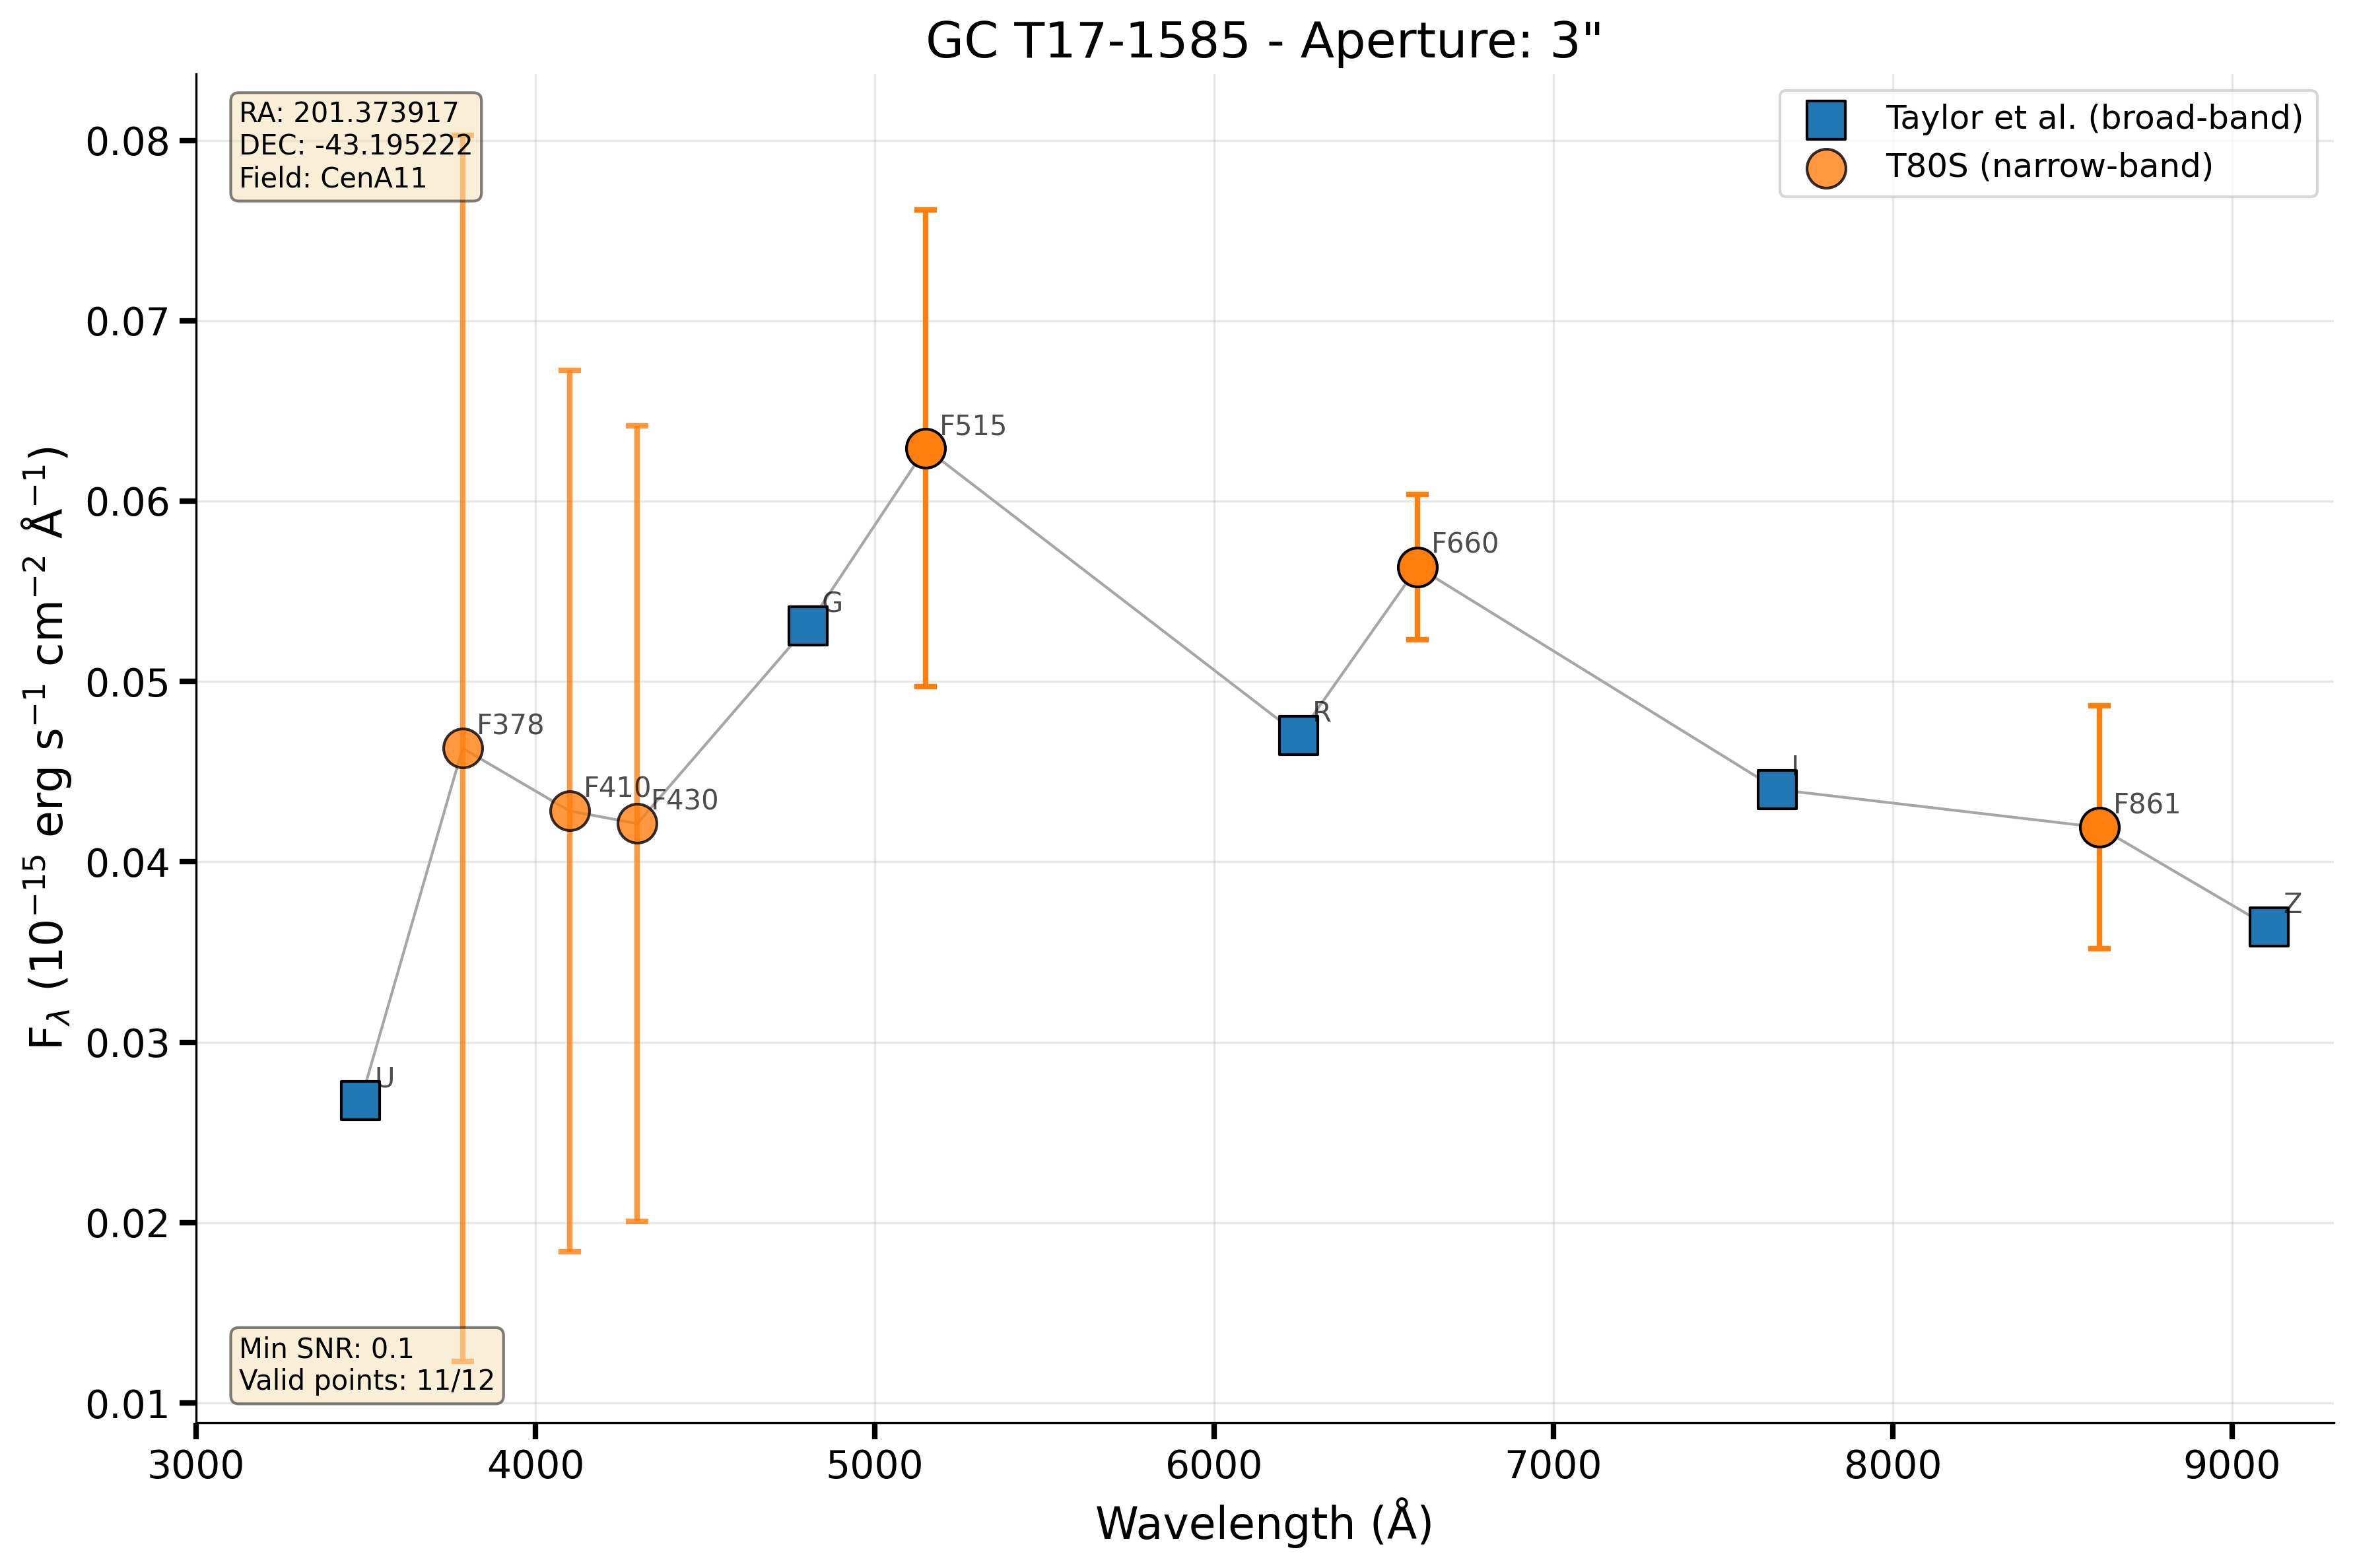 GC T17-1585 - Aperture: 3"
RA: 201.373917
DEC: -43.195222
Field: CenA11
Taylor et al. (broad-band)
T80S (narrow-band)
0.08
0.07
0.06
0.05
0.04
0.03
0.02
0.01
F_λ (10⁻¹⁵ erg s⁻¹ cm⁻² Å⁻¹)
U
F378
F410
F430
G
F515
R
F660
I
F861
Z
Min SNR: 0.1
Valid points: 11/12
3000
4000
5000
6000
7000
8000
9000
Wavelength (Å)